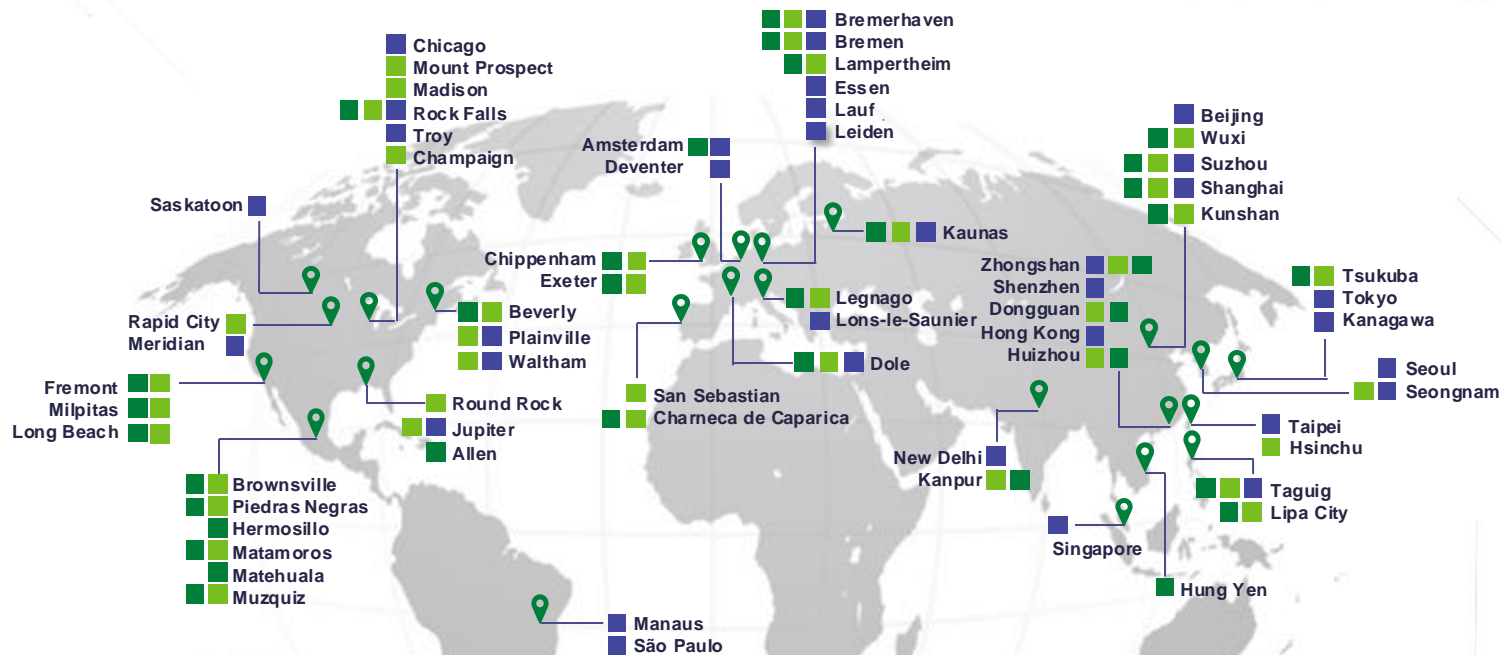 Chicago
Mount Prospect
Madison
Rock Falls
Troy
Champaign
Saskatoon
Rapid City
Meridian
Fremont
Milpitas
Long Beach
Brownsville
Piedras Negras
Hermosillo
Matamoros
Matehuala
Muzquiz
Beverly
Plainville
Waltham
Round Rock
Jupiter
Allen
Manaus
São Paulo
Amsterdam
Deventer
Chippenham
Exeter
Bremerhaven
Bremen
Lampertheim
Essen
Lauf
Leiden
Kaunas
Legnago
Lons-le-Saunier
Dole
San Sebastian
Charneca de Caparica
Beijing
Wuxi
Suzhou
Shanghai
Kunshan
Zhongshan
Shenzhen
Dongguan
Hong Kong
Huizhou
Tsukuba
Tokyo
Kanagawa
Seoul
Seongnam
Taipei
Hsinchu
New Delhi
Kanpur
Taguig
Lipa City
Singapore
Hung Yen